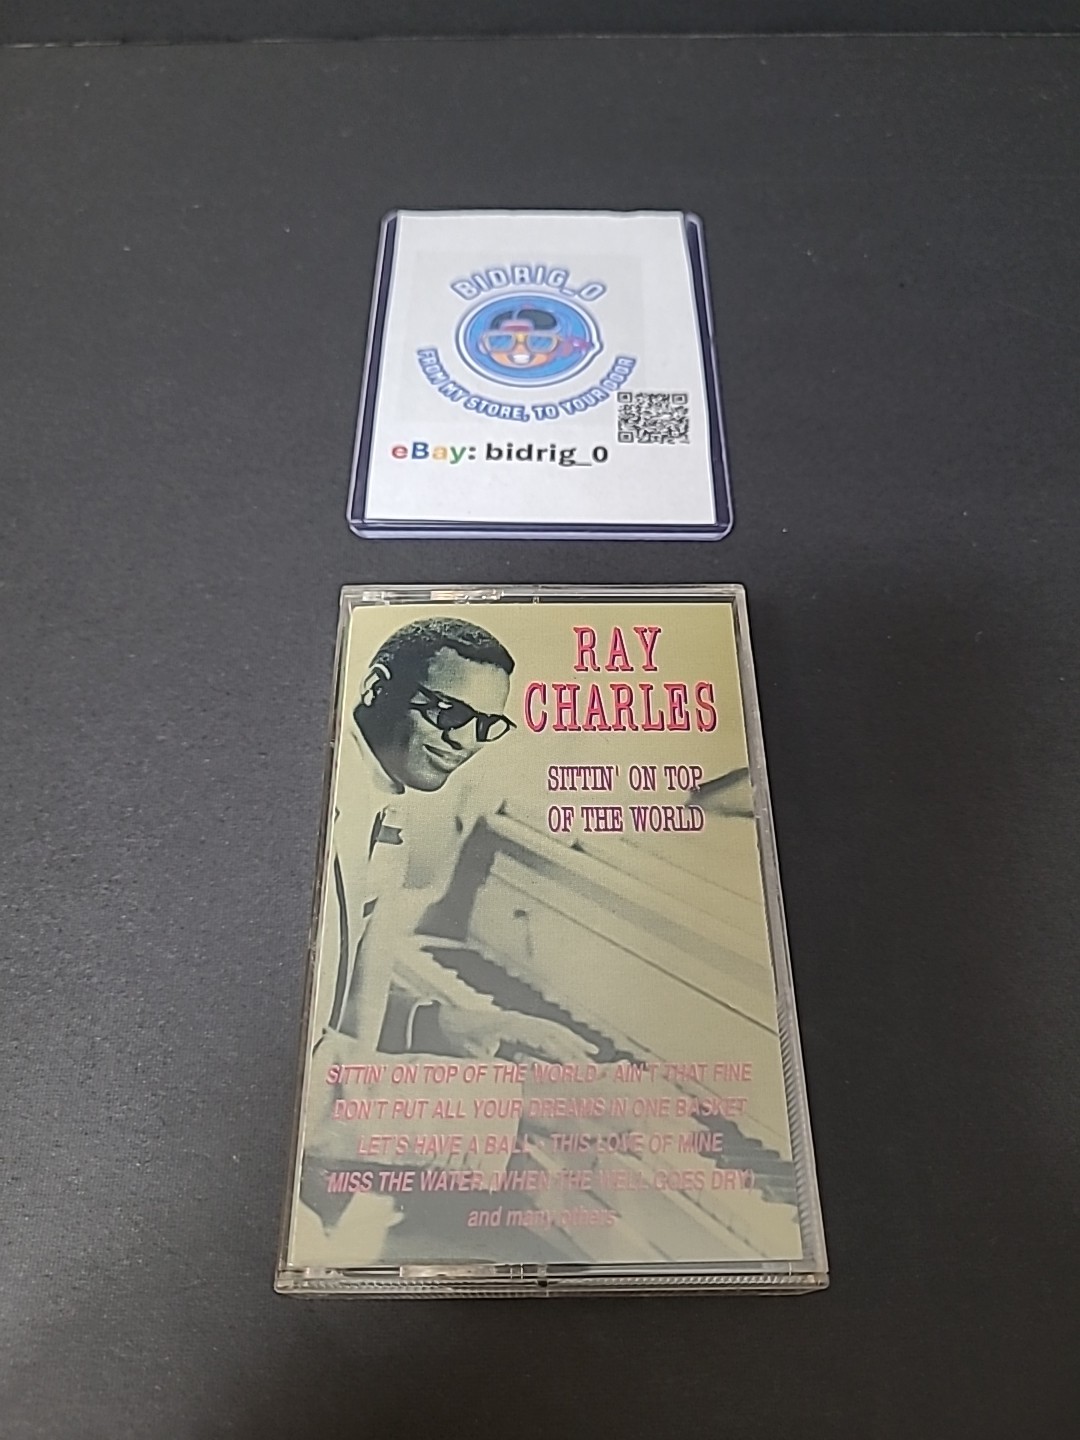 BIDRIG_0
FROM MY STORE, TO YOUR DOOR
eBay: bidrig_0
RAY
CHARLES
SITTIN' ON TOP
OF THE WORLD
SITTIN' ON TOP OF THE WORLD · AIN'T THAT FINE
DON'T PUT ALL YOUR DREAMS IN ONE BASKET
LET'S HAVE A BALL · THIS LOVE OF MINE
MISS THE WATER (WHEN THE WELL GOES DRY)
and many others